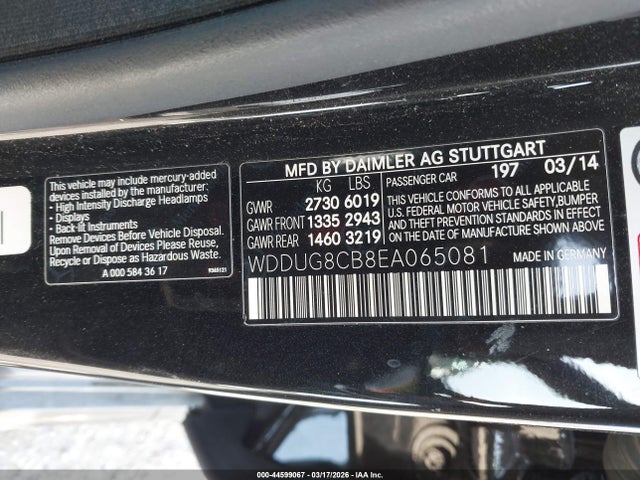 This vehicle may include mercury-added
devices installed by the manufacturer:
- High Intensity Discharge Headlamps
- Displays
- Back-lit Instruments
Remove Devices Before Vehicle Disposal.
Upon Removal of Devices Please Reuse,
Recycle or Dispose as Hazardous Waste.
A 000 584 36 17
MFD BY DAIMLER AG STUTTGART
KG LBS
GVWR 2730 6019
GAWR FRONT 1335 2943
GAWR REAR 1460 3219
PASSENGER CAR 197 03/14
THIS VEHICLE CONFORMS TO ALL APPLICABLE
U.S. FEDERAL MOTOR VEHICLE SAFETY, BUMPER,
AND THEFT PREVENTION STANDARDS IN EFFECT
ON THE DATE OF MANUFACTURE SHOWN ABOVE.
WDDUG8CB8EA065081
MADE IN GERMANY
000-44599067 - 03/17/2026 - IAA Inc.